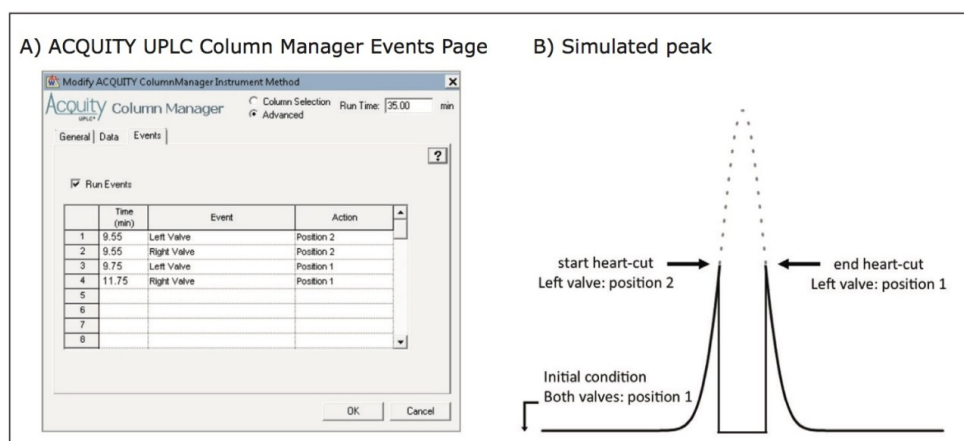 A) ACQUITY UPLC Column Manager Events Page
B) Simulated peak
Modify ACQUITY ColumnManager Instrument Method
ACQUITY UPLC® Column Manager
Column Selection
Advanced
Run Time: 35.00 min
General Data Events
?
Run Events
Time (min) Event Action
1 9.55 Left Valve Position 2
2 9.55 Right Valve Position 2
3 9.75 Left Valve Position 1
4 11.75 Right Valve Position 1
5
6
7
8
OK Cancel
start heart-cut
Left valve: position 2
end heart-cut
Left valve: position 1
Initial condition
Both valves: position 1